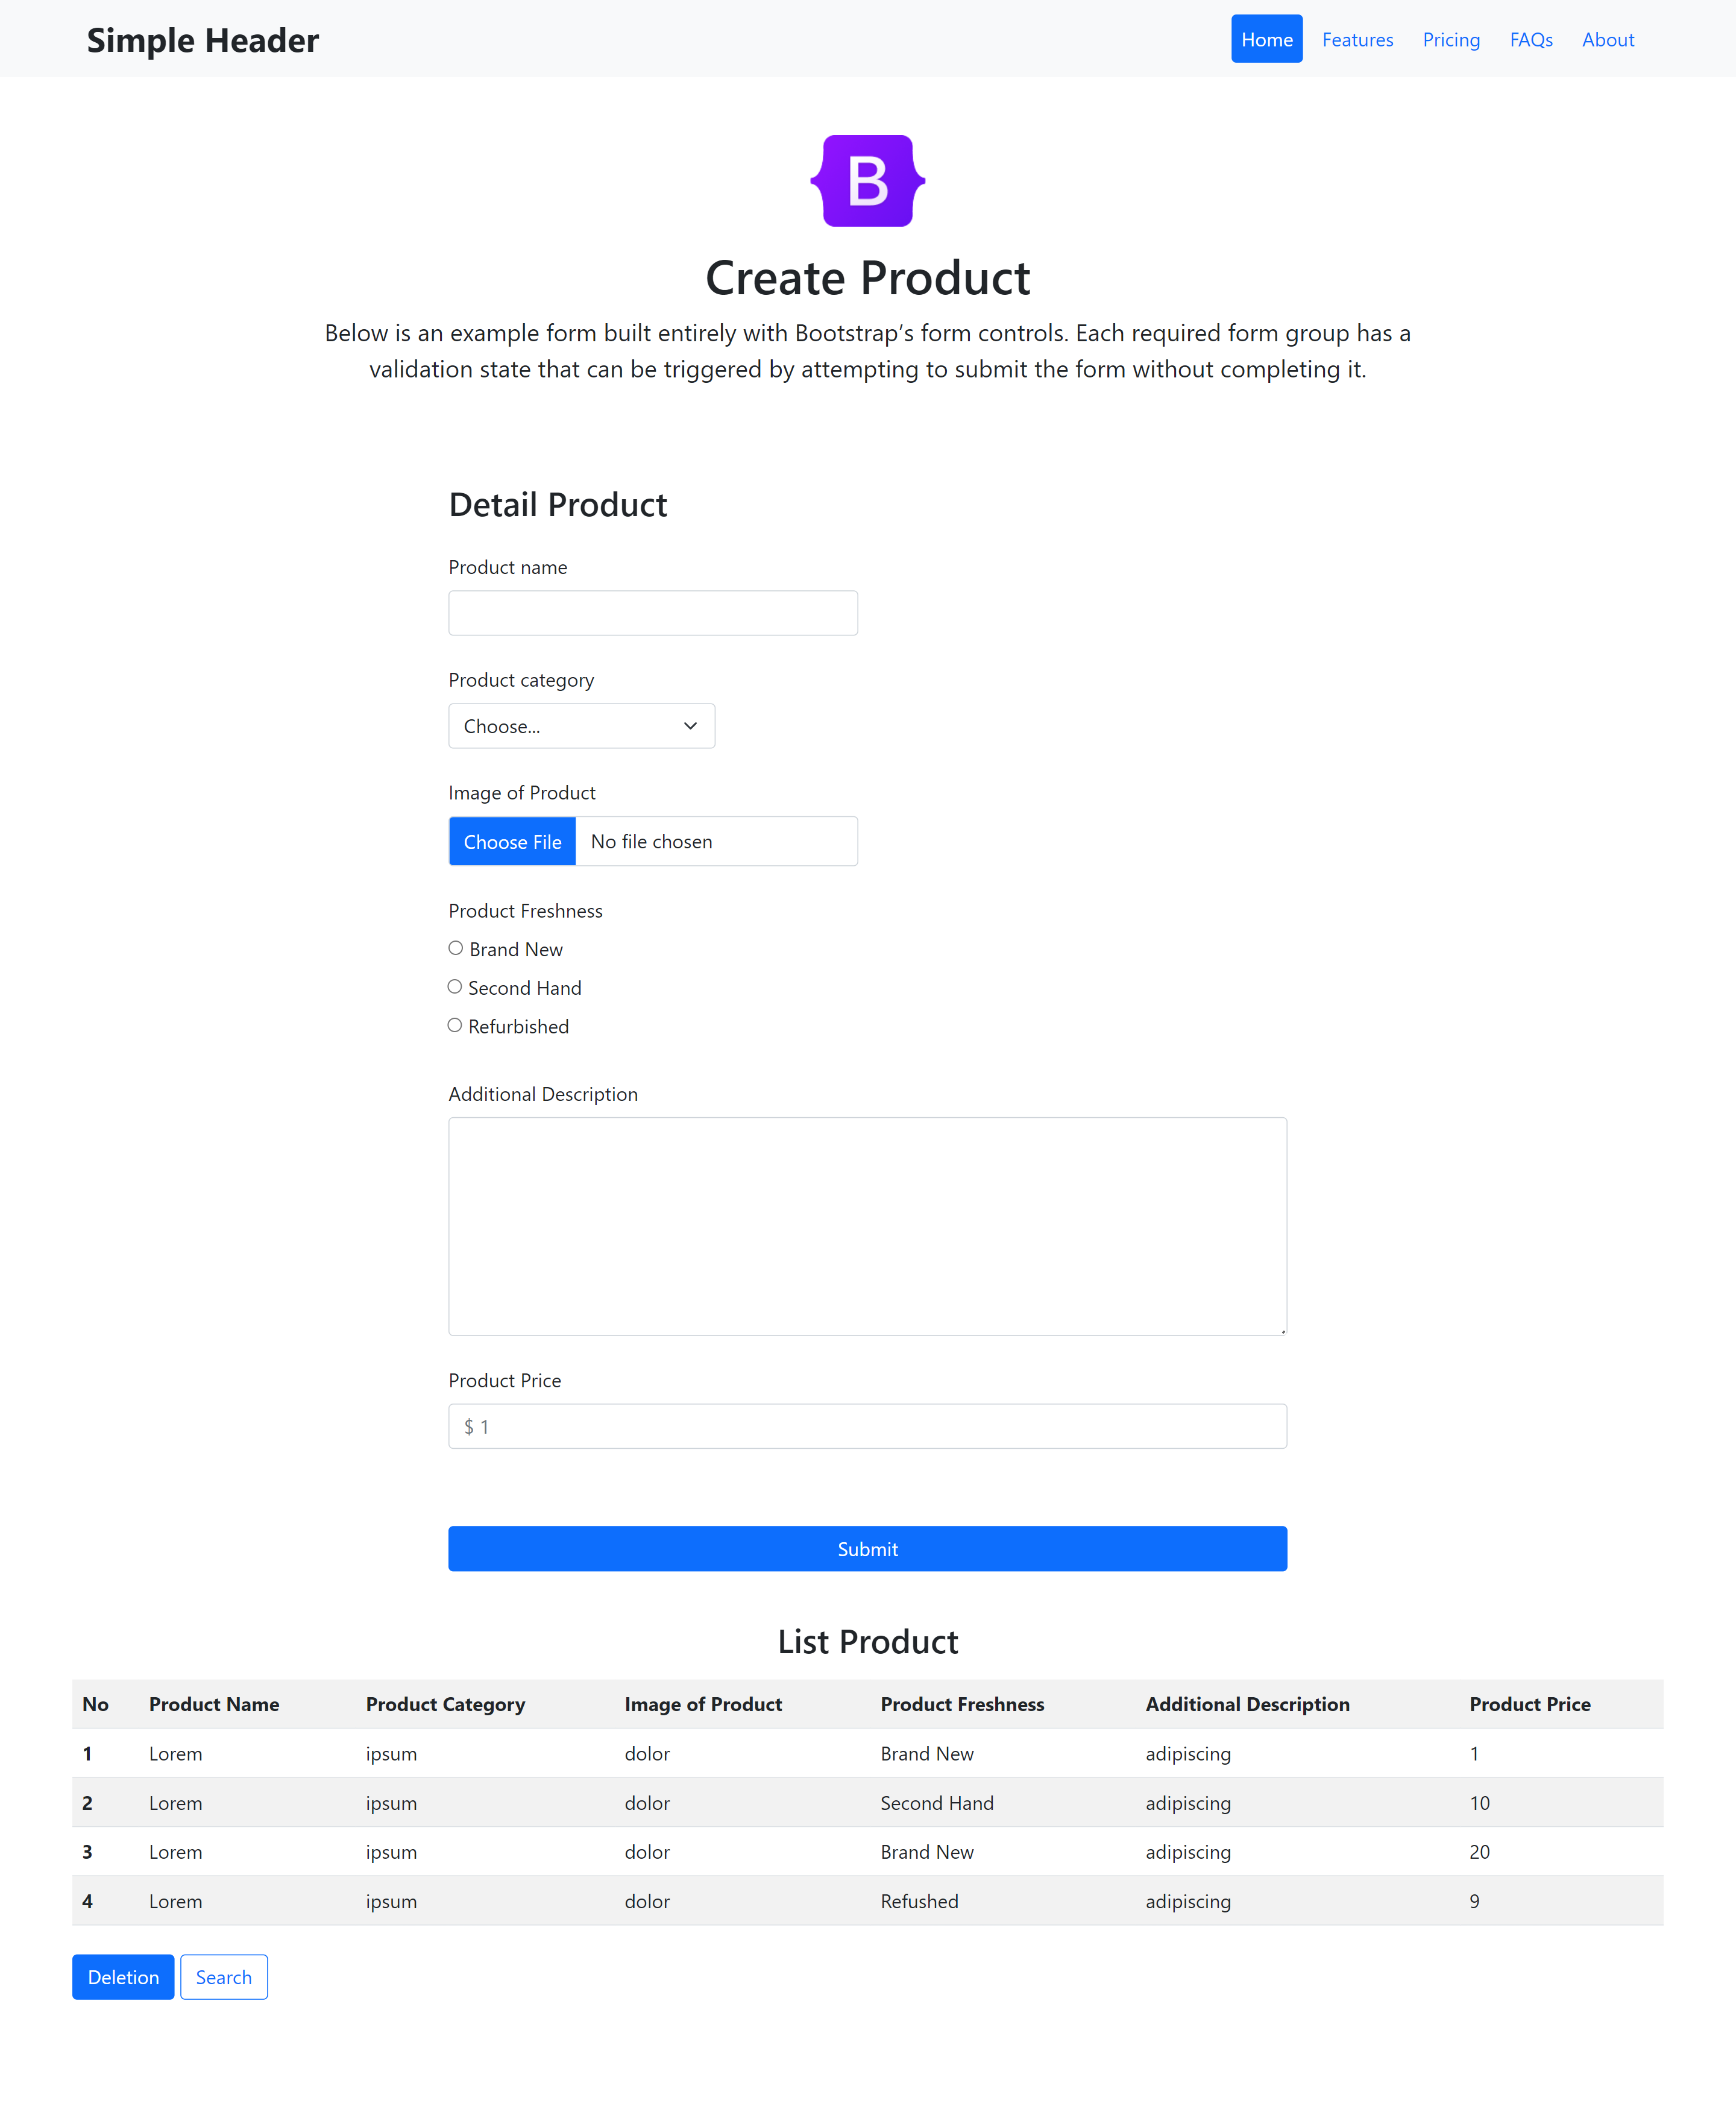 Simple Header
Home Features Pricing FAQs About
B
Create Product
Below is an example form built entirely with Bootstrap’s form controls. Each required form group has a
validation state that can be triggered by attempting to submit the form without completing it.
Detail Product
Product name
Product category
Choose...
Image of Product
Choose File No file chosen
Product Freshness
Brand New
Second Hand
Refurbished
Additional Description
Product Price
$ 1
Submit
List Product
No Product Name Product Category Image of Product Product Freshness Additional Description Product Price
1 Lorem ipsum dolor Brand New adipiscing 1
2 Lorem ipsum dolor Second Hand adipiscing 10
3 Lorem ipsum dolor Brand New adipiscing 20
4 Lorem ipsum dolor Refushed adipiscing 9
Deletion Search